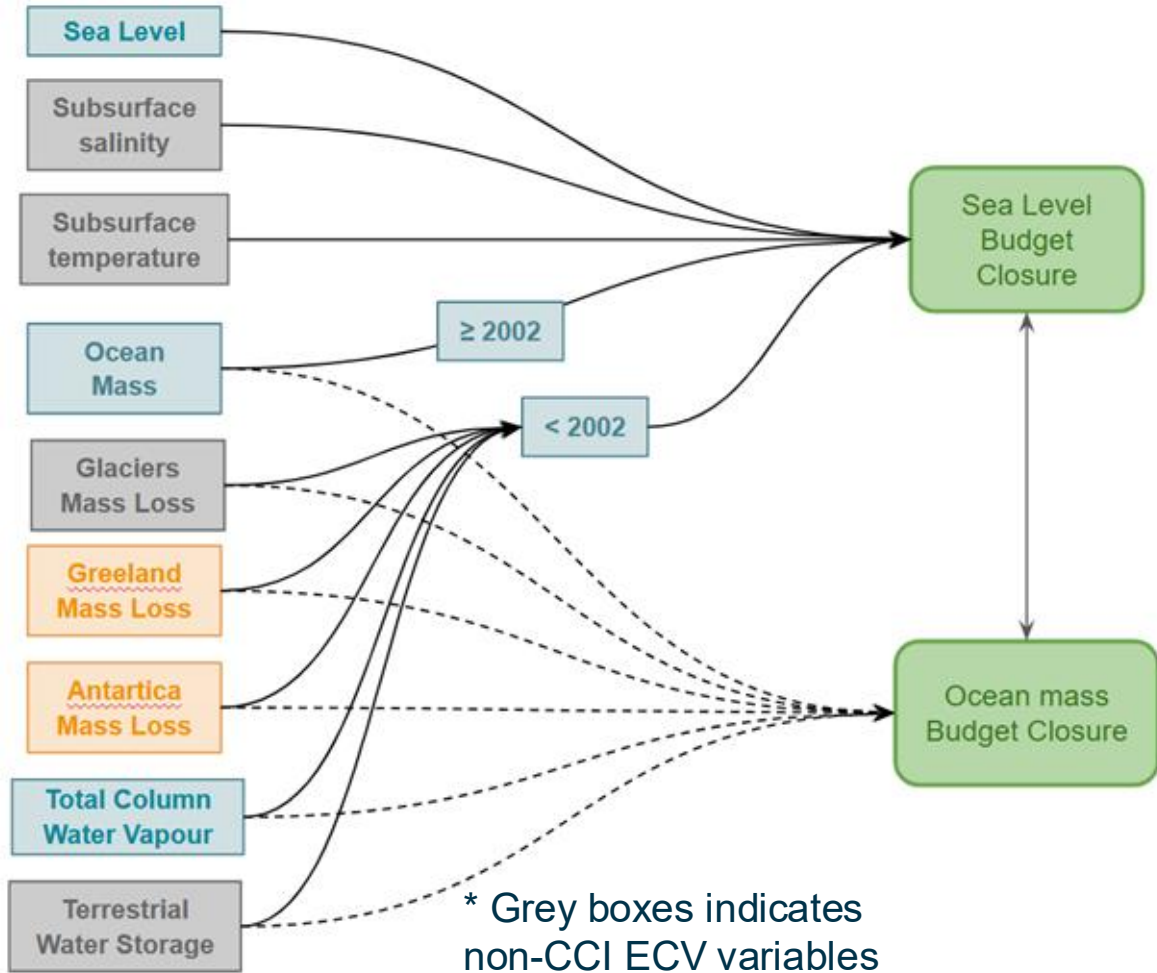 Sea Level
Subsurface
salinity
Subsurface
temperature
Ocean
Mass
Glaciers
Mass Loss
Greeland
Mass Loss
Antartica
Mass Loss
Total Column
Water Vapour
Terrestrial
Water Storage
≥ 2002
< 2002
Sea Level
Budget
Closure
Ocean mass
Budget Closure
* Grey boxes indicates
non-CCI ECV variables